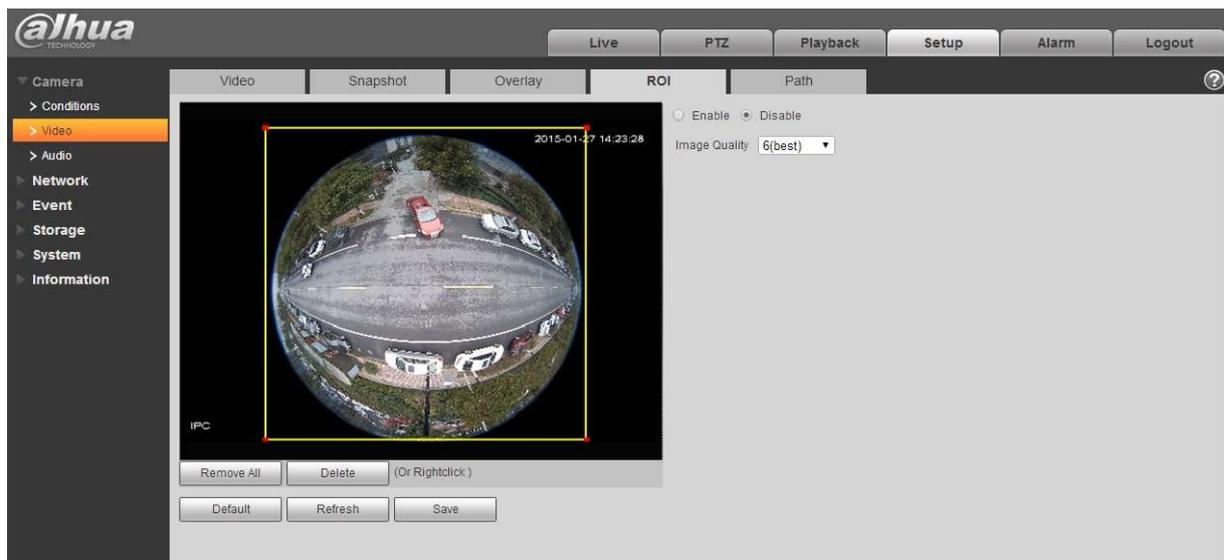 alhua
TECHNOLOGY
Live PTZ Playback Setup Alarm Logout
Camera
Conditions
Video
Audio
Network
Event
Storage
System
Information
Video Snapshot Overlay ROI Path
?
2015-01-27 14:23:28
IPC
Enable Disable
Image Quality 6(best)
Remove All Delete (Or Rightclick )
Default Refresh Save